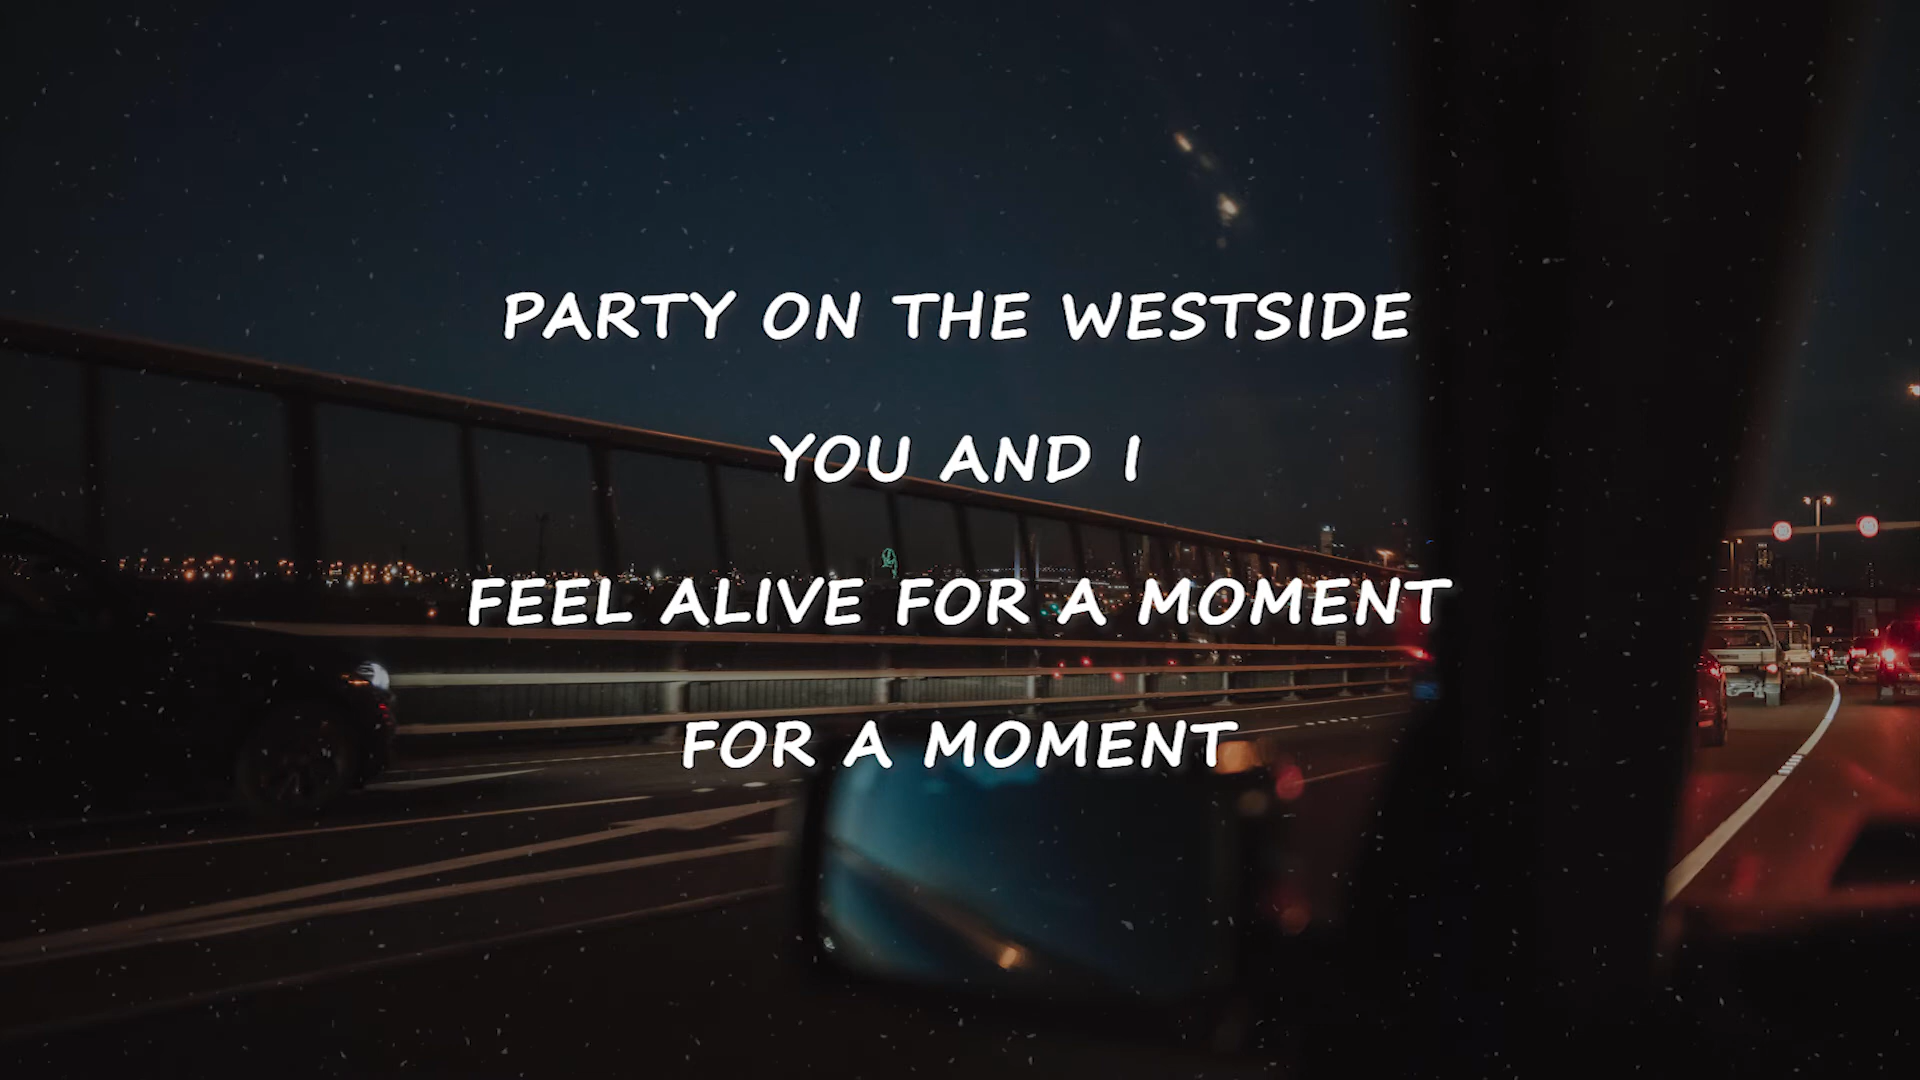 PARTY ON THE WESTSIDE
YOU AND I
FEEL ALIVE FOR A MOMENT
FOR A MOMENT